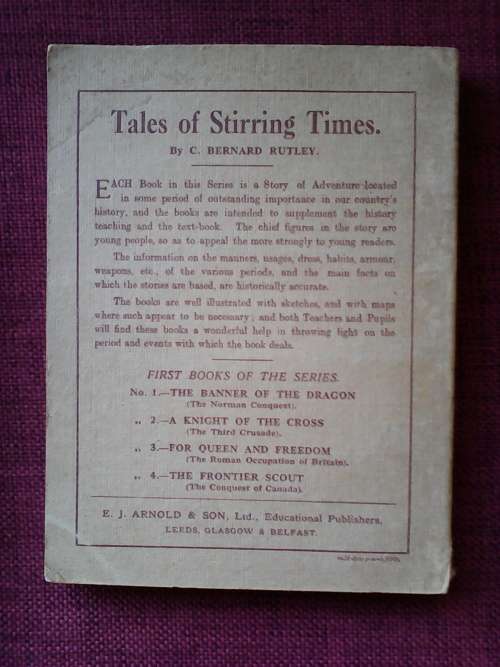 Tales of Stirring Times.
By C. BERNARD RUTLEY.
EACH Book in this Series is a Story of Adventure located
in some period of outstanding importance in our country's
history, and the books are intended to supplement the history
teaching and the text-book. The chief figures in the story are
young people, so as to appeal the more strongly to young readers.
The information on the manners, usages, dress, habits, armour,
weapons, etc., of the various periods, and the main facts on
which the stories are based, are historically accurate.
The books are well illustrated with sketches, and with maps
where such appear to be necessary; and both Teachers and Pupils
will find these books a wonderful help in throwing light on the
period and events with which the book deals.
FIRST BOOKS OF THE SERIES.
No. 1.—THE BANNER OF THE DRAGON
(The Norman Conquest).
„ 2.—A KNIGHT OF THE CROSS
(The Third Crusade).
„ 3.—FOR QUEEN AND FREEDOM
(The Roman Occupation of Britain).
„ 4.—THE FRONTIER SCOUT
(The Conquest of Canada).
E. J. ARNOLD & SON, Ltd., Educational Publishers,
LEEDS, GLASGOW & BELFAST.